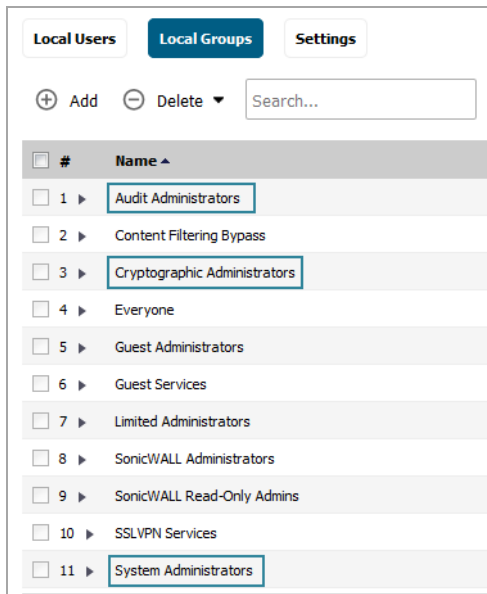 Local Users Local Groups Settings
Add Delete Search...
# Name
1 Audit Administrators
2 Content Filtering Bypass
3 Cryptographic Administrators
4 Everyone
5 Guest Administrators
6 Guest Services
7 Limited Administrators
8 SonicWALL Administrators
9 SonicWALL Read-Only Admins
10 SSLVPN Services
11 System Administrators